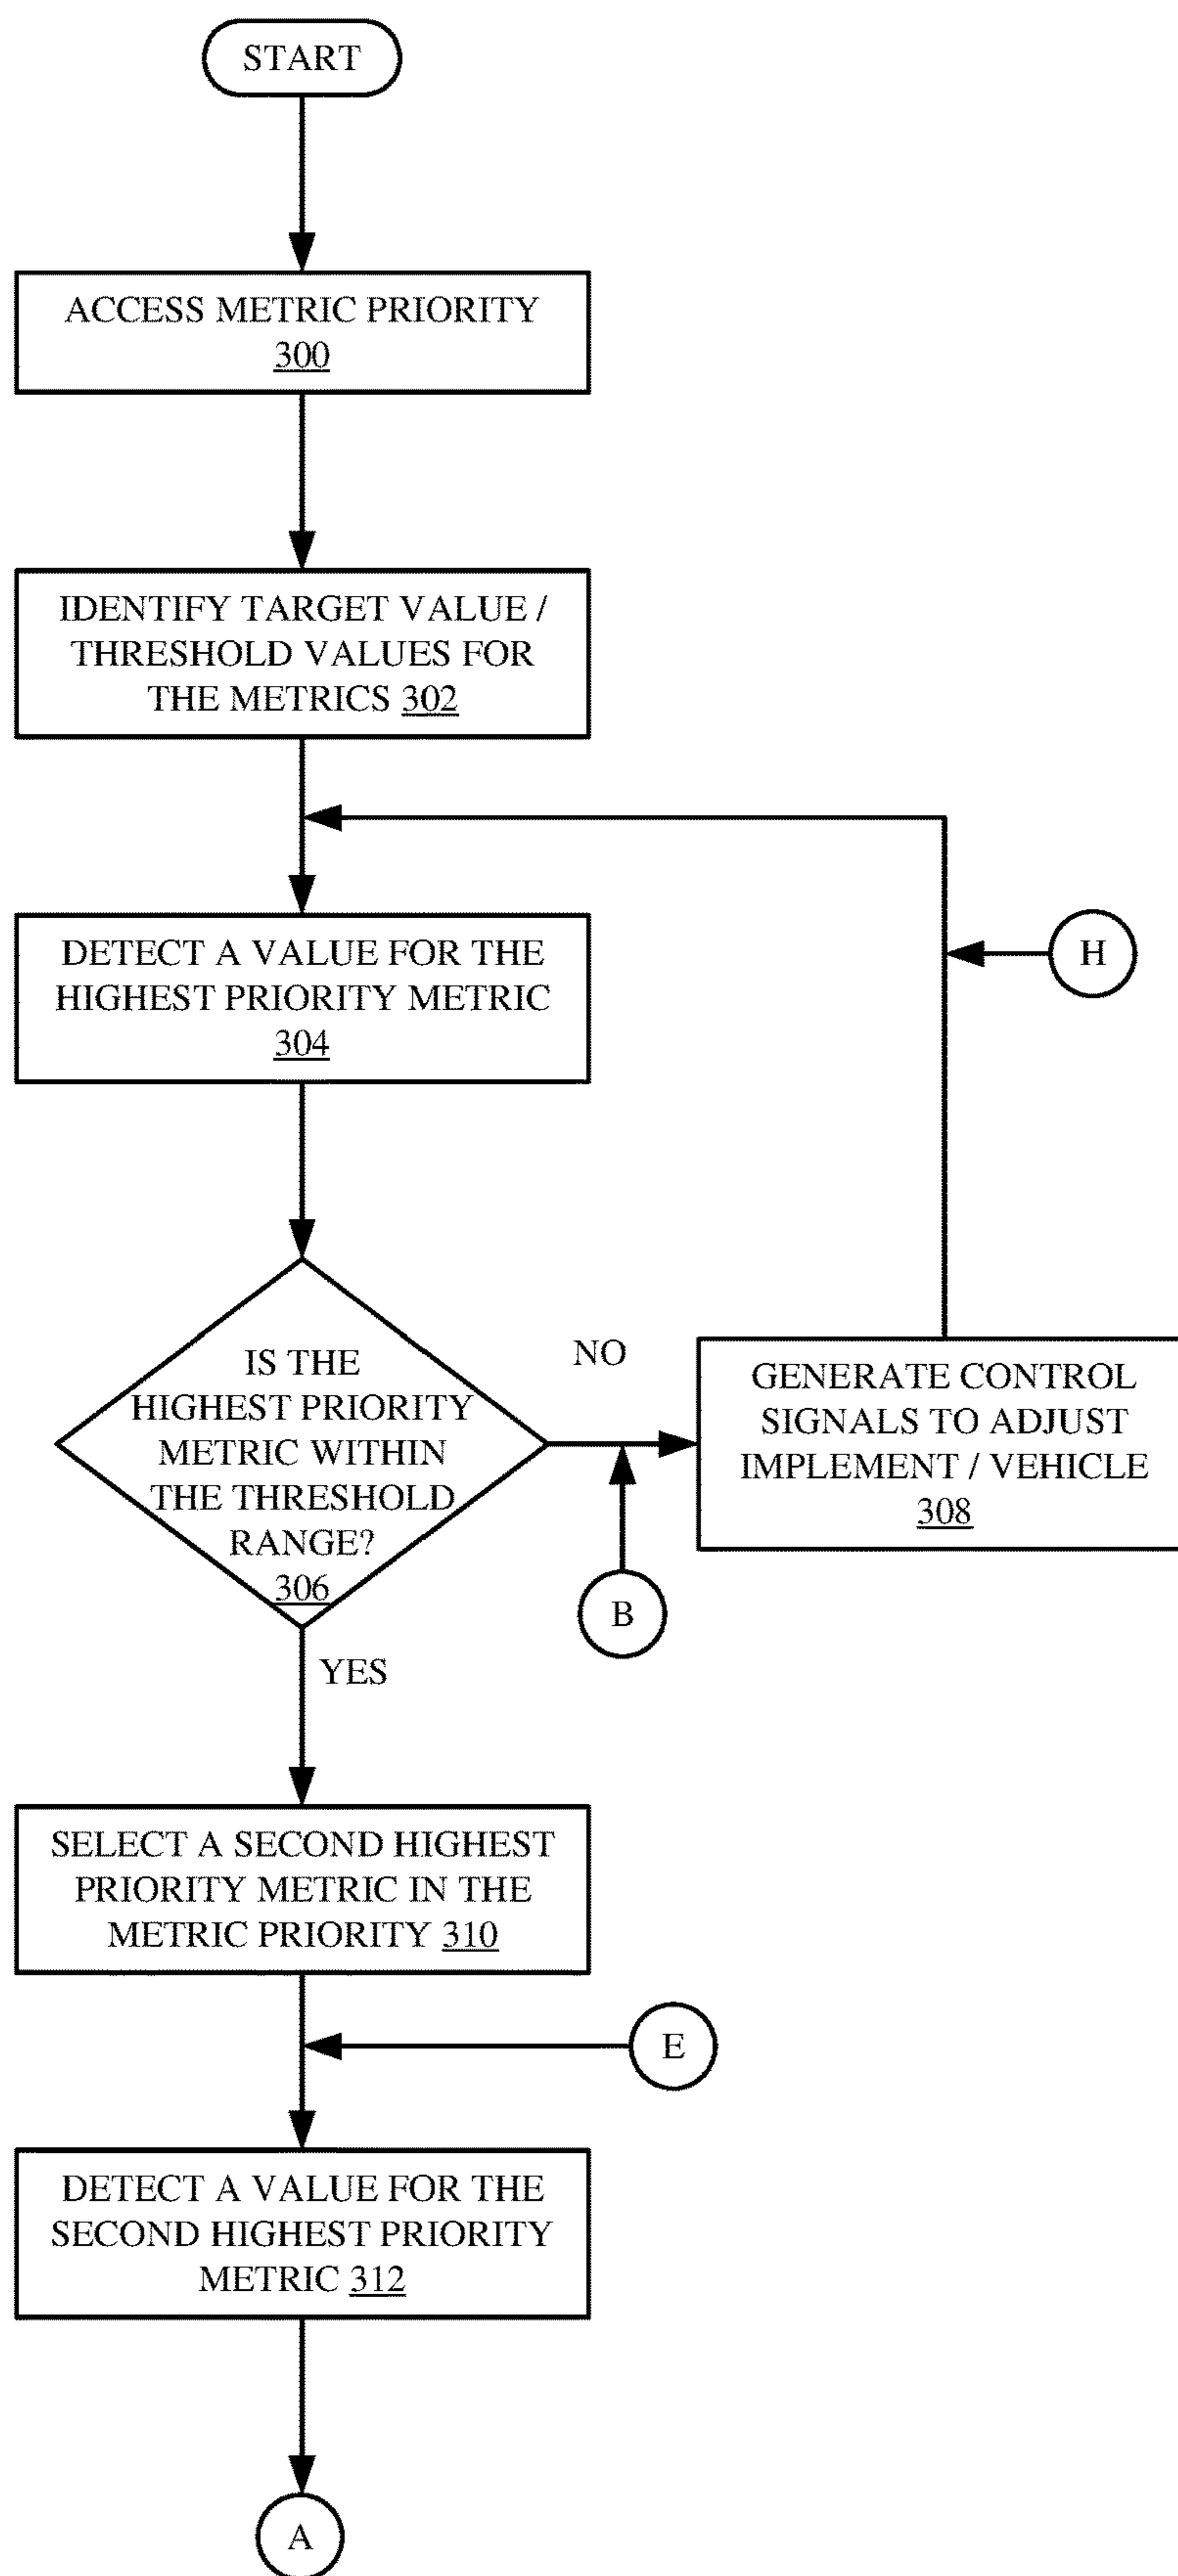 START
ACCESS METRIC PRIORITY
300
IDENTIFY TARGET VALUE /
THRESHOLD VALUES FOR
THE METRICS 302
DETECT A VALUE FOR THE
HIGHEST PRIORITY METRIC
304
H
IS THE
HIGHEST PRIORITY
METRIC WITHIN
THE THRESHOLD
RANGE?
306
NO
GENERATE CONTROL
SIGNALS TO ADJUST
IMPLEMENT / VEHICLE
308
B
YES
SELECT A SECOND HIGHEST
PRIORITY METRIC IN THE
METRIC PRIORITY 310
E
DETECT A VALUE FOR THE
SECOND HIGHEST PRIORITY
METRIC 312
A